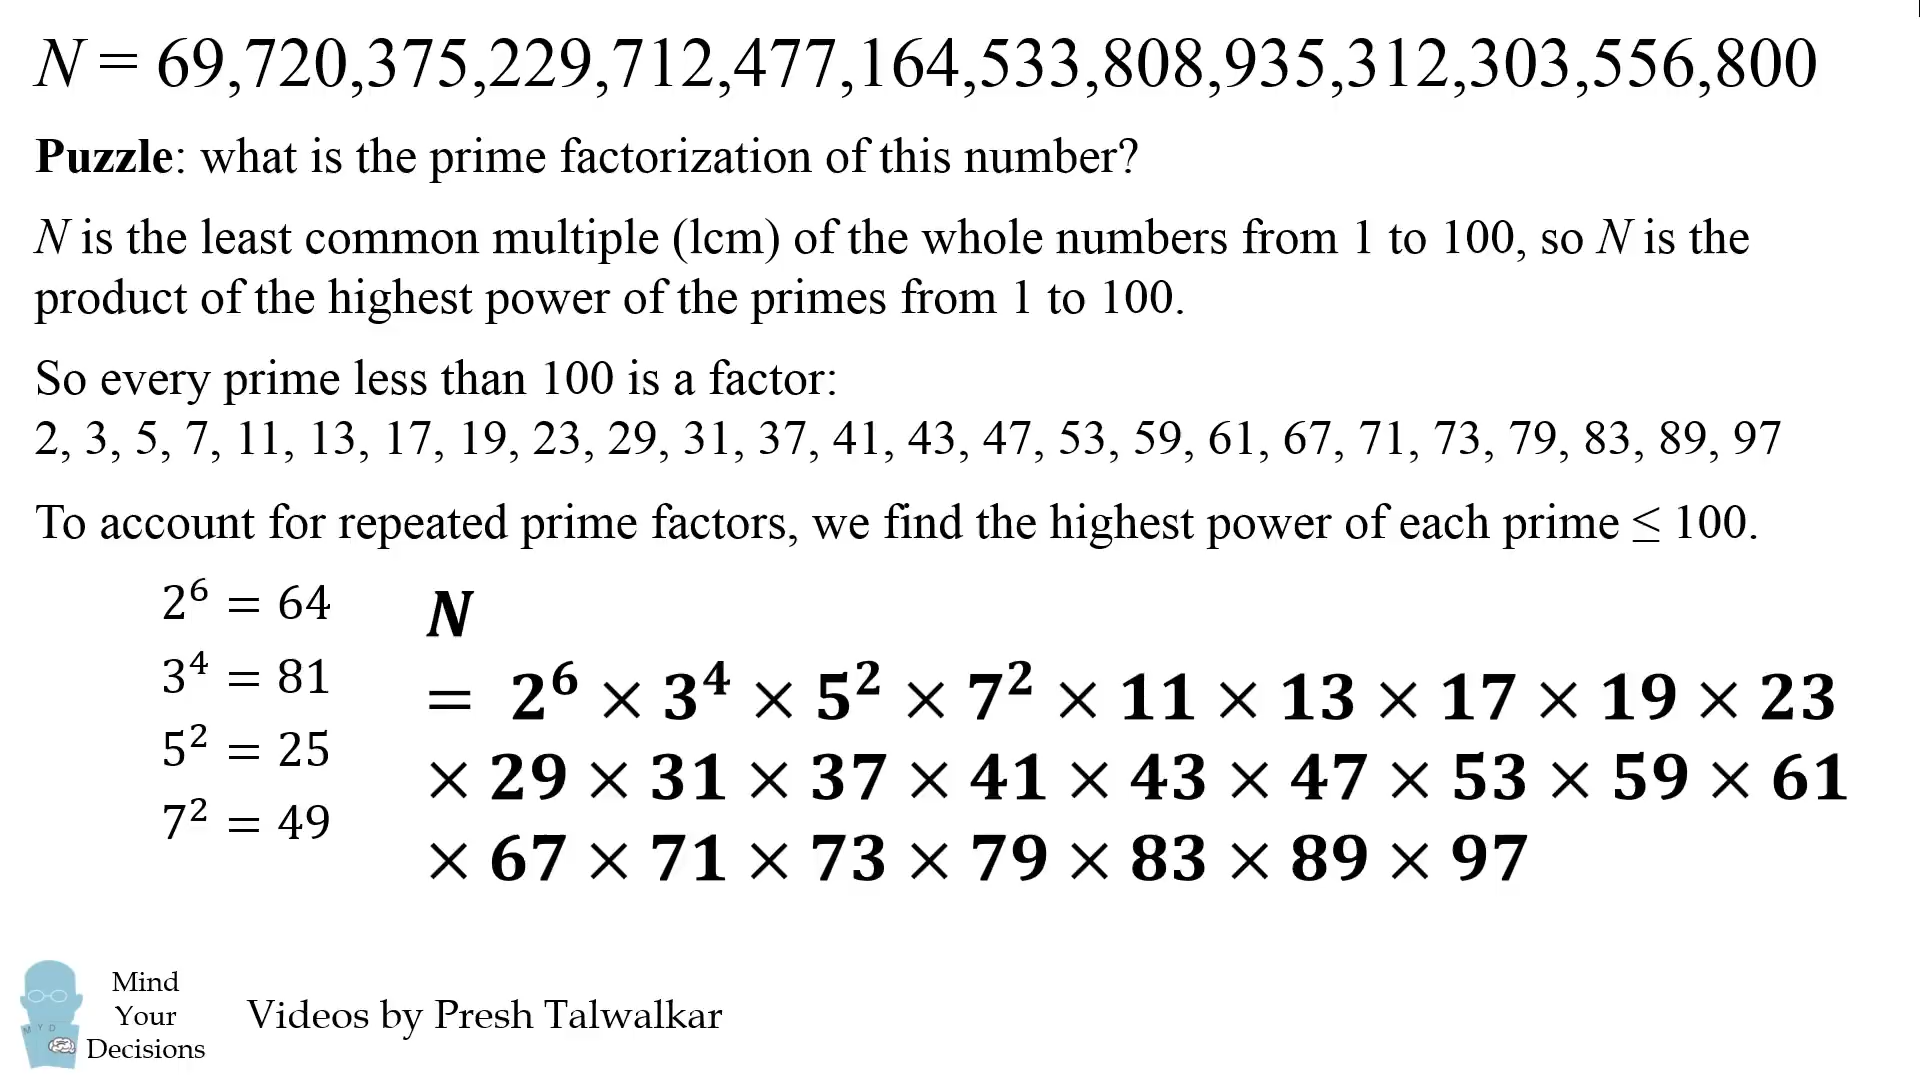 N = 69,720,375,229,712,477,164,533,808,935,312,303,556,800
Puzzle: what is the prime factorization of this number?
N is the least common multiple (lcm) of the whole numbers from 1 to 100, so N is the
product of the highest power of the primes from 1 to 100.
So every prime less than 100 is a factor:
2, 3, 5, 7, 11, 13, 17, 19, 23, 29, 31, 37, 41, 43, 47, 53, 59, 61, 67, 71, 73, 79, 83, 89, 97
To account for repeated prime factors, we find the highest power of each prime ≤ 100.
2⁶ = 64
3⁴ = 81
5² = 25
7² = 49
N
= 2⁶ × 3⁴ × 5² × 7² × 11 × 13 × 17 × 19 × 23
× 29 × 31 × 37 × 41 × 43 × 47 × 53 × 59 × 61
× 67 × 71 × 73 × 79 × 83 × 89 × 97
M Y D
Mind
Your
Decisions
Videos by Presh Talwalkar